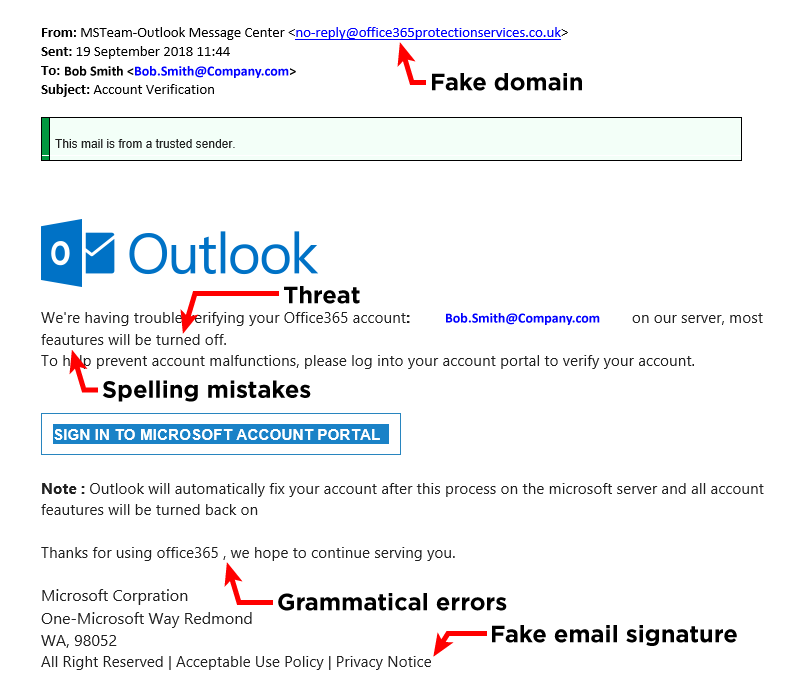 From: MSTeam-Outlook Message Center <no-reply@office365protectionservices.co.uk>
Sent: 19 September 2018 11:44
To: Bob Smith <Bob.Smith@Company.com>
Subject: Account Verification
Fake domain
This mail is from a trusted sender.
O Outlook
Threat
We're having trouble verifying your Office365 account: Bob.Smith@Company.com on our server, most
feautures will be turned off.
To help prevent account malfunctions, please log into your account portal to verify your account.
Spelling mistakes
SIGN IN TO MICROSOFT ACCOUNT PORTAL
Note : Outlook will automatically fix your account after this process on the microsoft server and all account
feautures will be turned back on
Thanks for using office365 , we hope to continue serving you.
Microsoft Corpration
Grammatical errors
One-Microsoft Way Redmond
WA, 98052
Fake email signature
All Right Reserved | Acceptable Use Policy | Privacy Notice